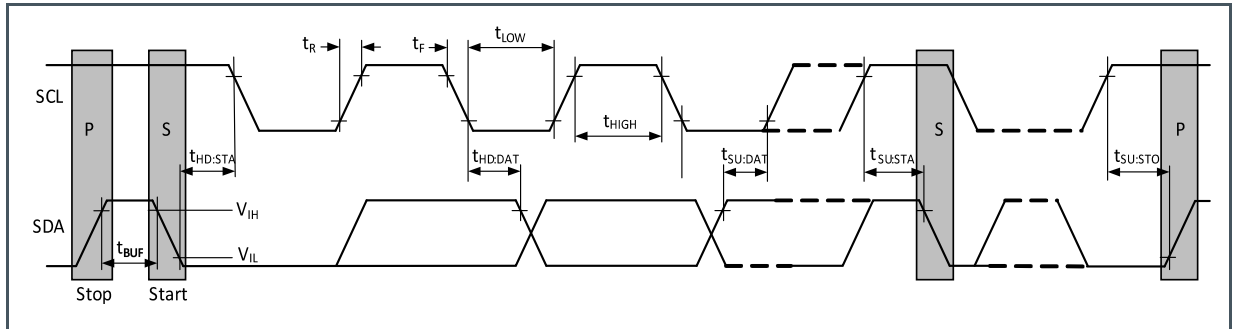 tR
tF
tLOW
SCL
P
S
tHIGH
S
P
tHD:STA
tHD:DAT
tSU:DAT
tSU:STA
tSU:STO
VIH
SDA
tBUF
VIL
Stop
Start